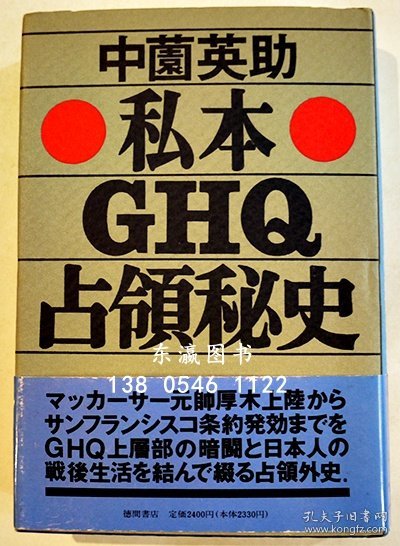 中薗英助
私本
GHQ
占領秘史
东瀛图书
138 0546 1122
マッカーサー元帥厚木上陸から
サンフランシスコ条約発効までを
GHQ上層部の暗闘と日本人の
戦後生活を結んで綴る占領外史.
徳間書店 定価2400円(本体2330円)
孔夫子旧书网
www.kongfz.com